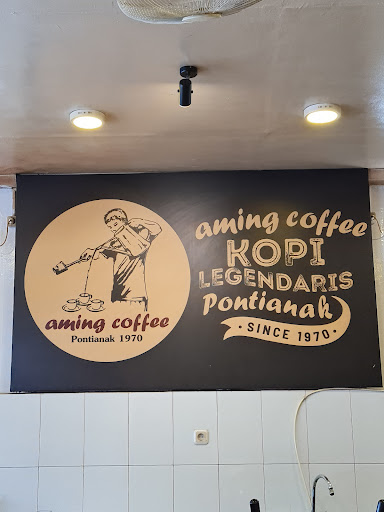 aming coffee
Pontianak 1970
aming coffee
KOPI
LEGENDARIS
Pontianak
• SINCE 1970 •